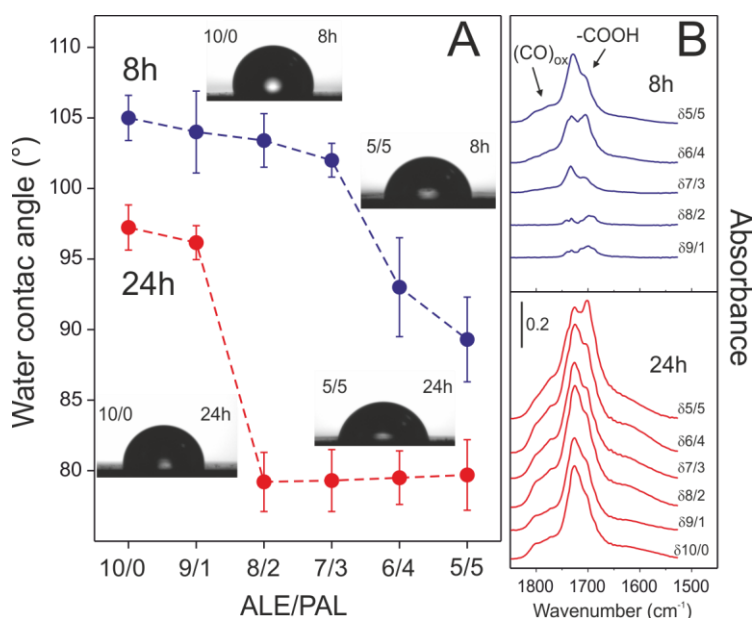 A
10/0 8h
8h
5/5 8h
24h
10/0 24h
5/5 24h
110
105
100
95
90
85
80
Water contac angle (°)
10/0 9/1 8/2 7/3 6/4 5/5
ALE/PAL
B
-COOH
(CO)ox
8h
δ5/5
δ6/4
δ7/3
δ8/2
δ9/1
0.2
24h
δ5/5
δ6/4
δ7/3
δ8/2
δ9/1
δ10/0
1800 1700 1600 1500
Wavenumber (cm-1)
Absorbance